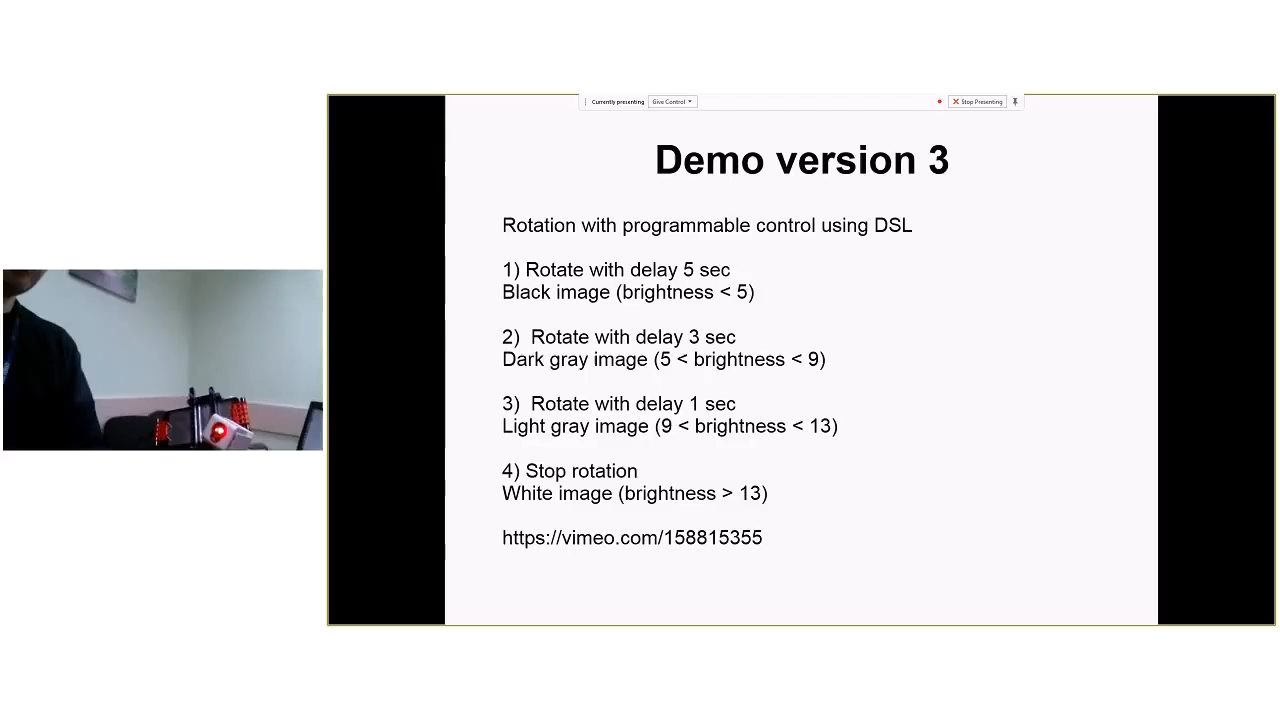 Currently presenting Give Control Stop Presenting
Demo version 3
Rotation with programmable control using DSL
1) Rotate with delay 5 sec
Black image (brightness < 5)
2) Rotate with delay 3 sec
Dark gray image (5 < brightness < 9)
3) Rotate with delay 1 sec
Light gray image (9 < brightness < 13)
4) Stop rotation
White image (brightness > 13)
https://vimeo.com/158815355